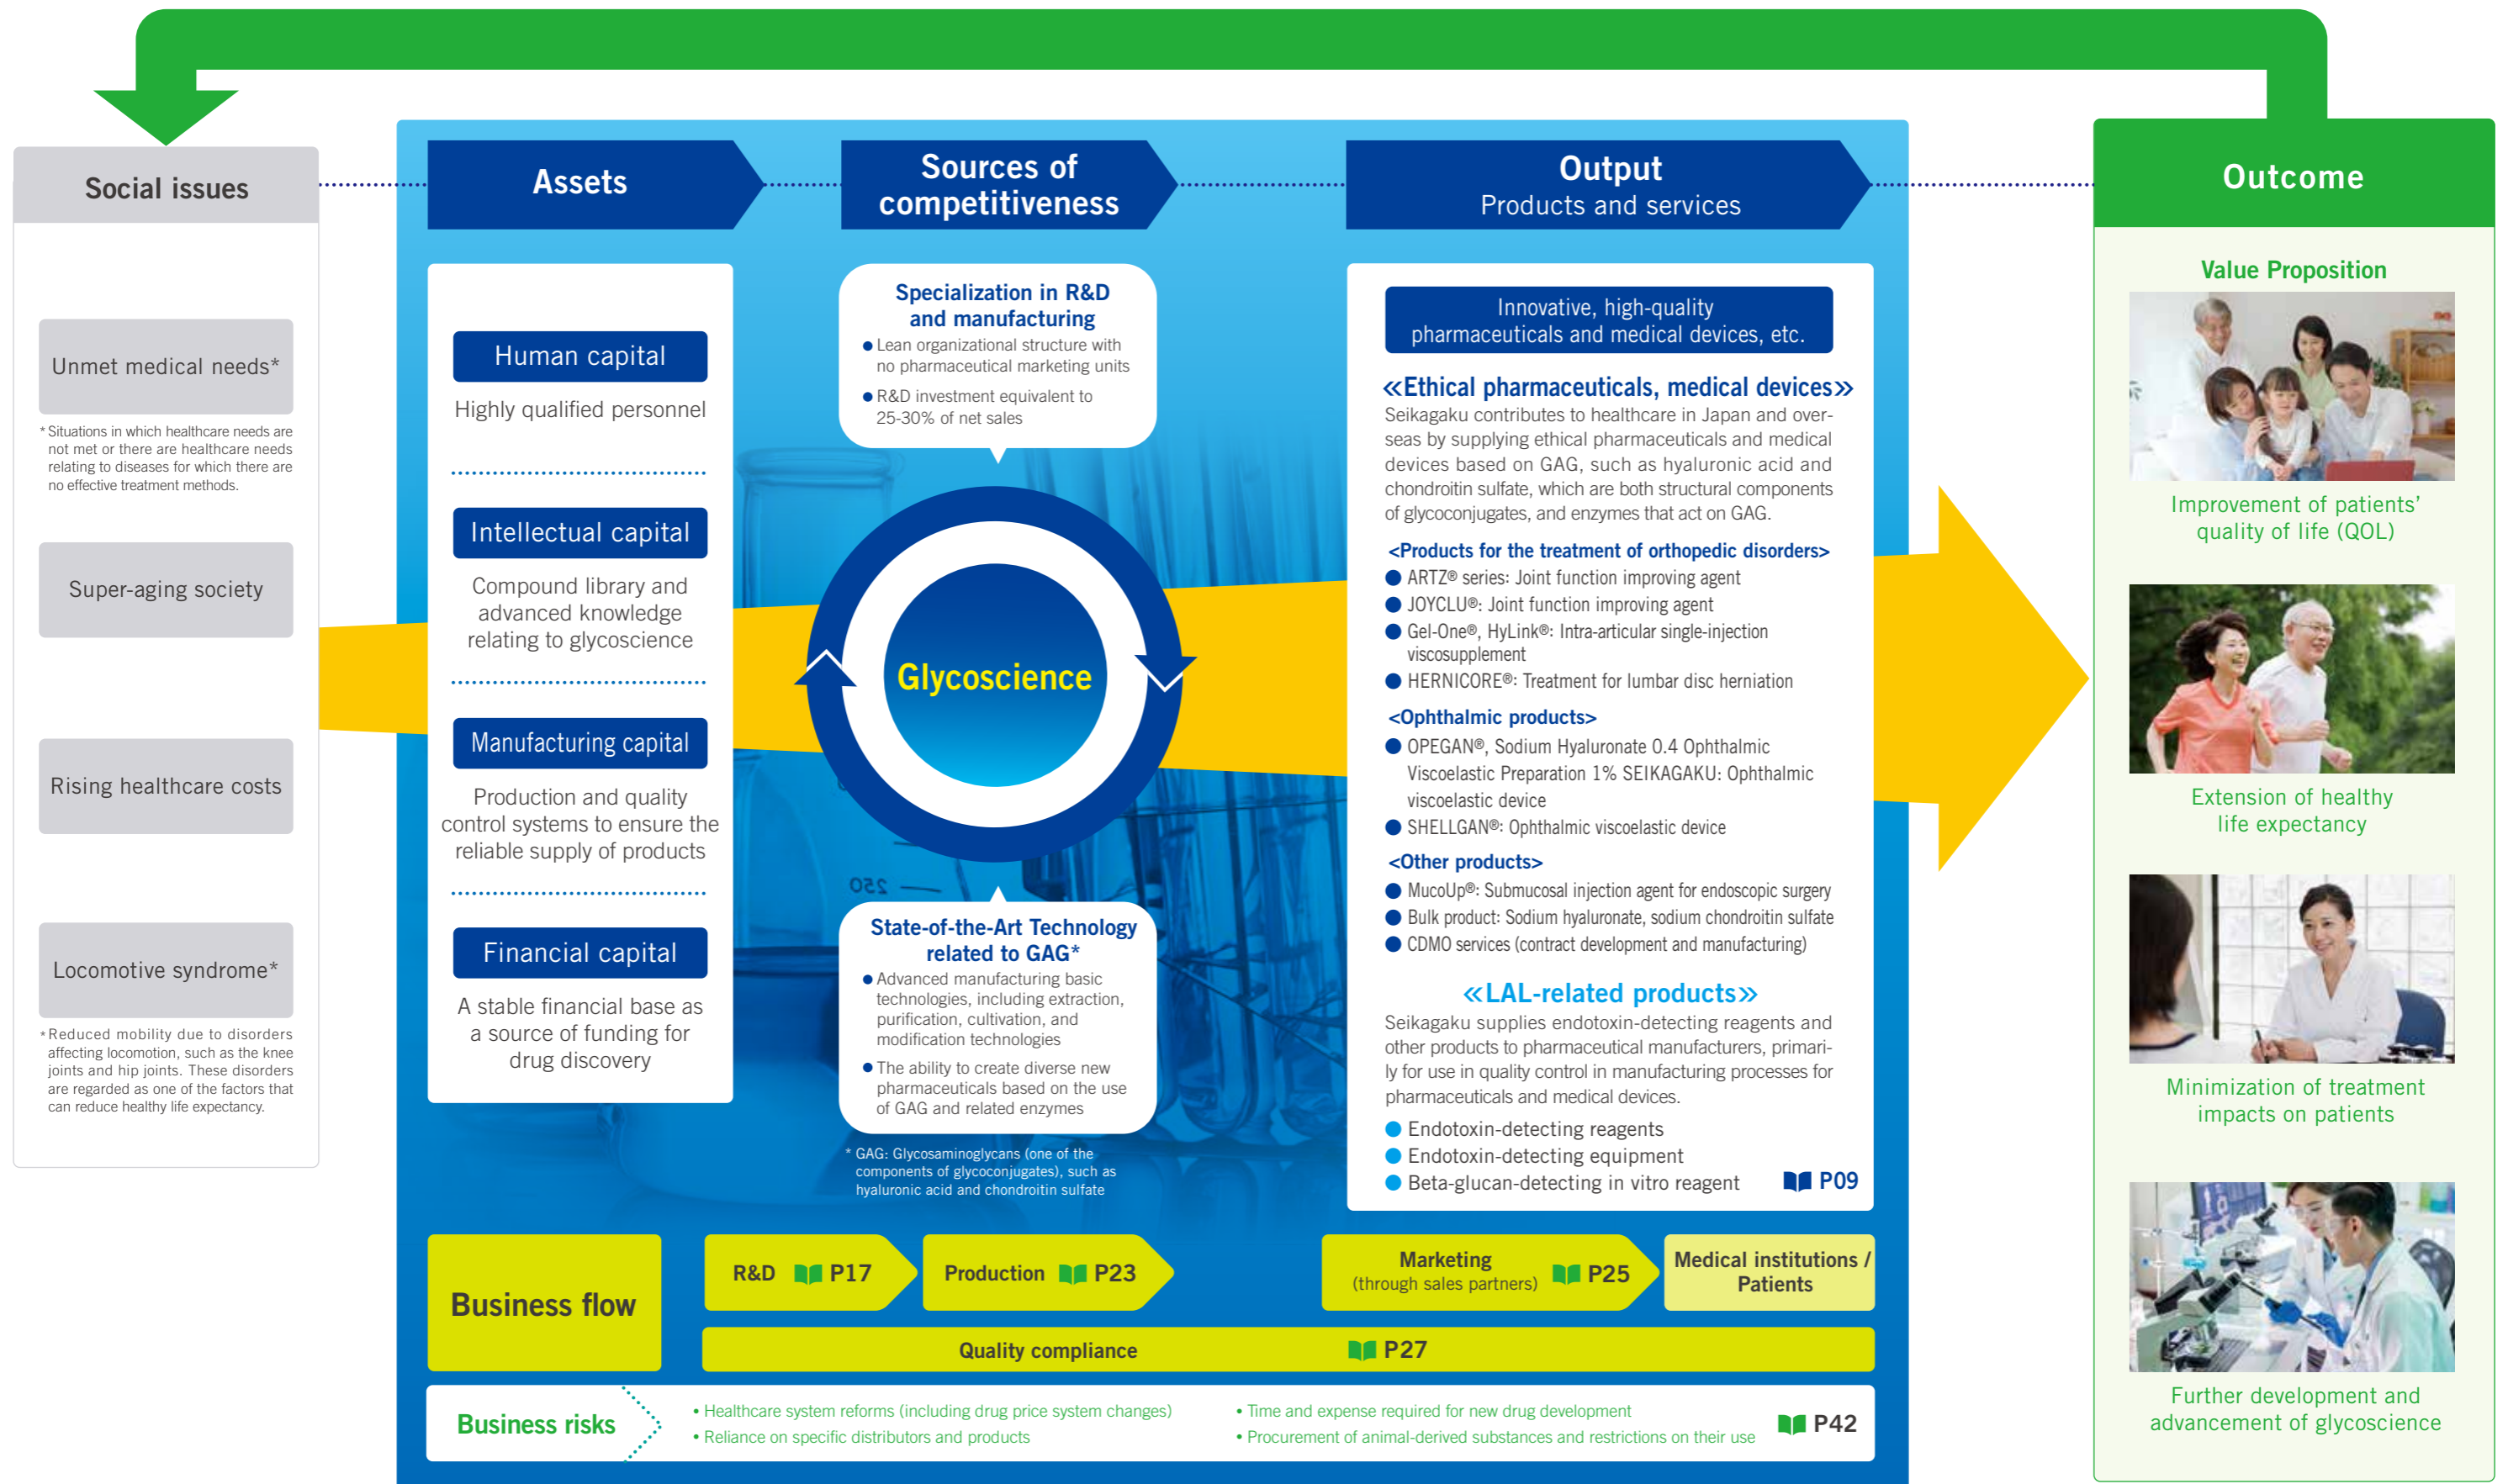 Social issues
Unmet medical needs*
* Situations in which healthcare needs are
not met or there are healthcare needs
relating to diseases for which there are
no effective treatment methods.
Super-aging society
Rising healthcare costs
Locomotive syndrome*
* Reduced mobility due to disorders
affecting locomotion, such as the knee
joints and hip joints. These disorders
are regarded as one of the factors that
can reduce healthy life expectancy.
Assets
Human capital
Highly qualified personnel
Intellectual capital
Compound library and
advanced knowledge
relating to glycoscience
Manufacturing capital
Production and quality
control systems to ensure the
reliable supply of products
Financial capital
A stable financial base as
a source of funding for
drug discovery
Sources of
competitiveness
Specialization in R&D
and manufacturing
● Lean organizational structure with
no pharmaceutical marketing units
● R&D investment equivalent to
25-30% of net sales
Glycoscience
250
State-of-the-Art Technology
related to GAG*
● Advanced manufacturing basic
technologies, including extraction,
purification, cultivation, and
modification technologies
● The ability to create diverse new
pharmaceuticals based on the use
of GAG and related enzymes
* GAG: Glycosaminoglycans (one of the
components of glycoconjugates), such as
hyaluronic acid and chondroitin sulfate
Output
Products and services
Innovative, high-quality
pharmaceuticals and medical devices, etc.
≪Ethical pharmaceuticals, medical devices≫
Seikagaku contributes to healthcare in Japan and over-
seas by supplying ethical pharmaceuticals and medical
devices based on GAG, such as hyaluronic acid and
chondroitin sulfate, which are both structural components
of glycoconjugates, and enzymes that act on GAG.
<Products for the treatment of orthopedic disorders>
● ARTZ® series: Joint function improving agent
● JOYCLU®: Joint function improving agent
● Gel-One®, HyLink®: Intra-articular single-injection
viscosupplement
● HERNICORE®: Treatment for lumbar disc herniation
<Ophthalmic products>
● OPEGAN®, Sodium Hyaluronate 0.4 Ophthalmic
Viscoelastic Preparation 1% SEIKAGAKU: Ophthalmic
viscoelastic device
● SHELLGAN®: Ophthalmic viscoelastic device
<Other products>
● MucoUp®: Submucosal injection agent for endoscopic surgery
● Bulk product: Sodium hyaluronate, sodium chondroitin sulfate
● CDMO services (contract development and manufacturing)
≪LAL-related products≫
Seikagaku supplies endotoxin-detecting reagents and
other products to pharmaceutical manufacturers, primari-
ly for use in quality control in manufacturing processes for
pharmaceuticals and medical devices.
● Endotoxin-detecting reagents
● Endotoxin-detecting equipment
● Beta-glucan-detecting in vitro reagent P09
Outcome
Value Proposition
Improvement of patients'
quality of life (QOL)
Extension of healthy
life expectancy
Minimization of treatment
impacts on patients
Further development and
advancement of glycoscience
Business flow
R&D P17
Production P23
Marketing
(through sales partners) P25
Medical institutions /
Patients
Quality compliance P27
Business risks
• Healthcare system reforms (including drug price system changes)
• Reliance on specific distributors and products
• Time and expense required for new drug development
• Procurement of animal-derived substances and restrictions on their use
P42